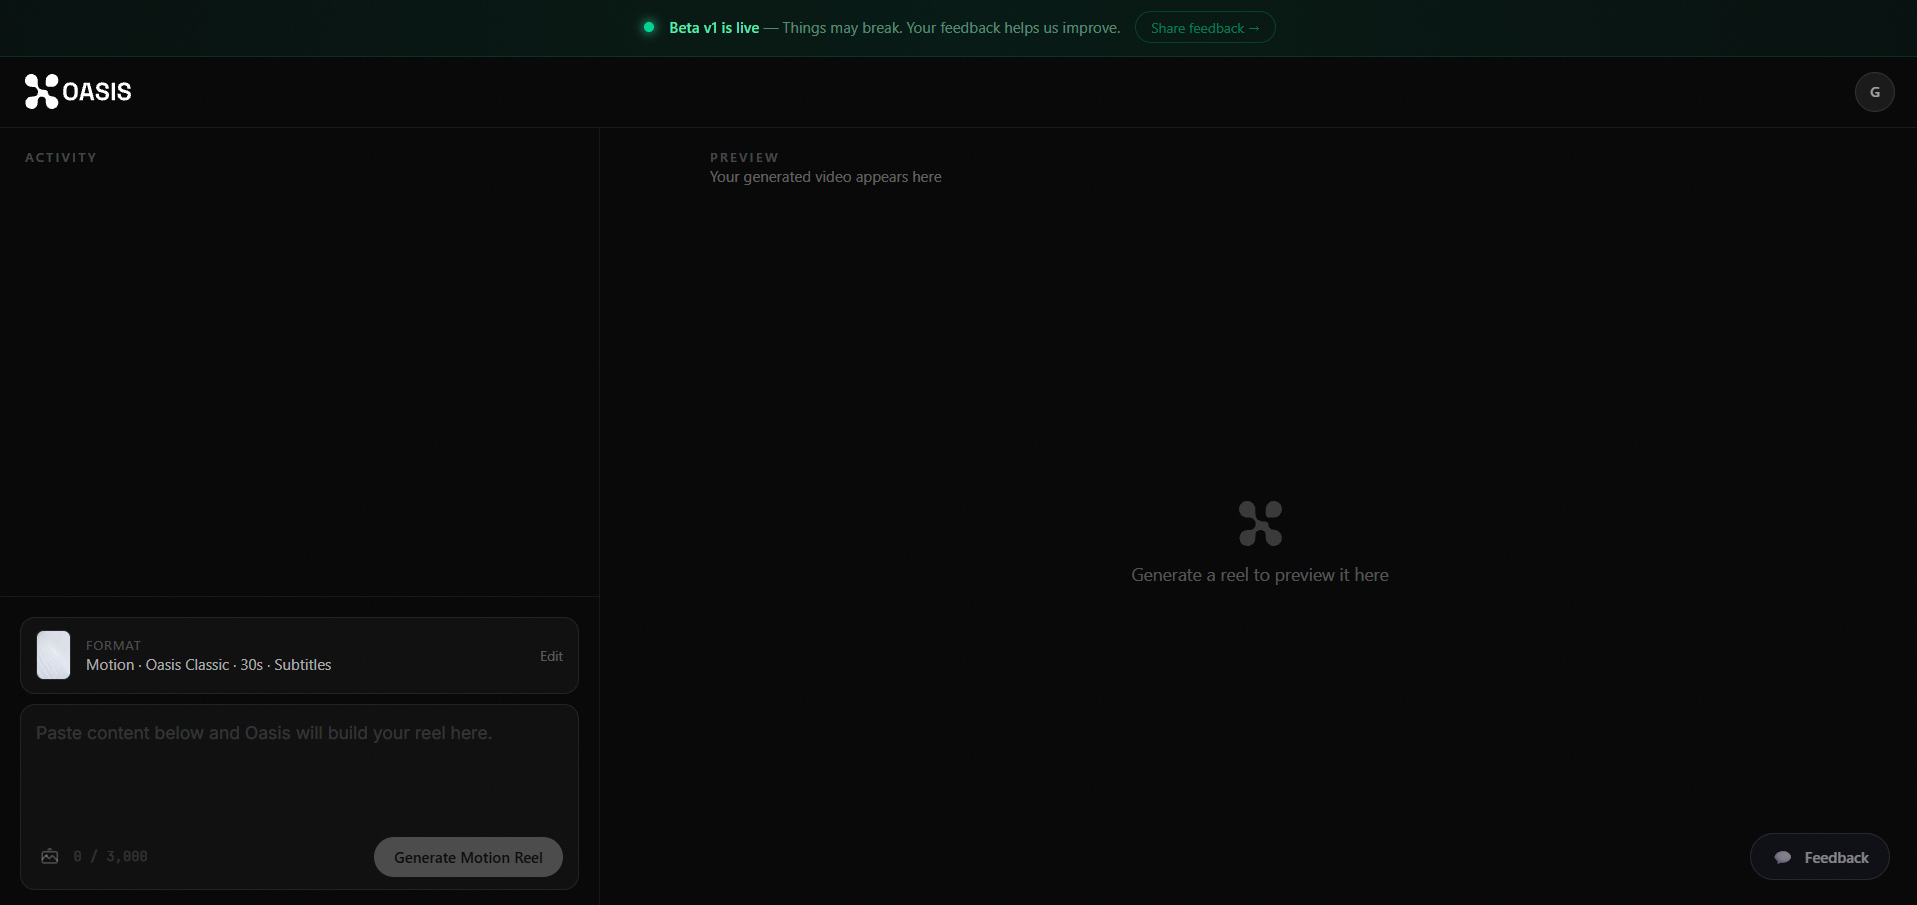 Beta v1 is live — Things may break. Your feedback helps us improve.
Share feedback →
OASIS
G
ACTIVITY
PREVIEW
Your generated video appears here
Generate a reel to preview it here
FORMAT
Motion · Oasis Classic · 30s · Subtitles
Edit
Paste content below and Oasis will build your reel here.
0 / 3,000
Generate Motion Reel
Feedback